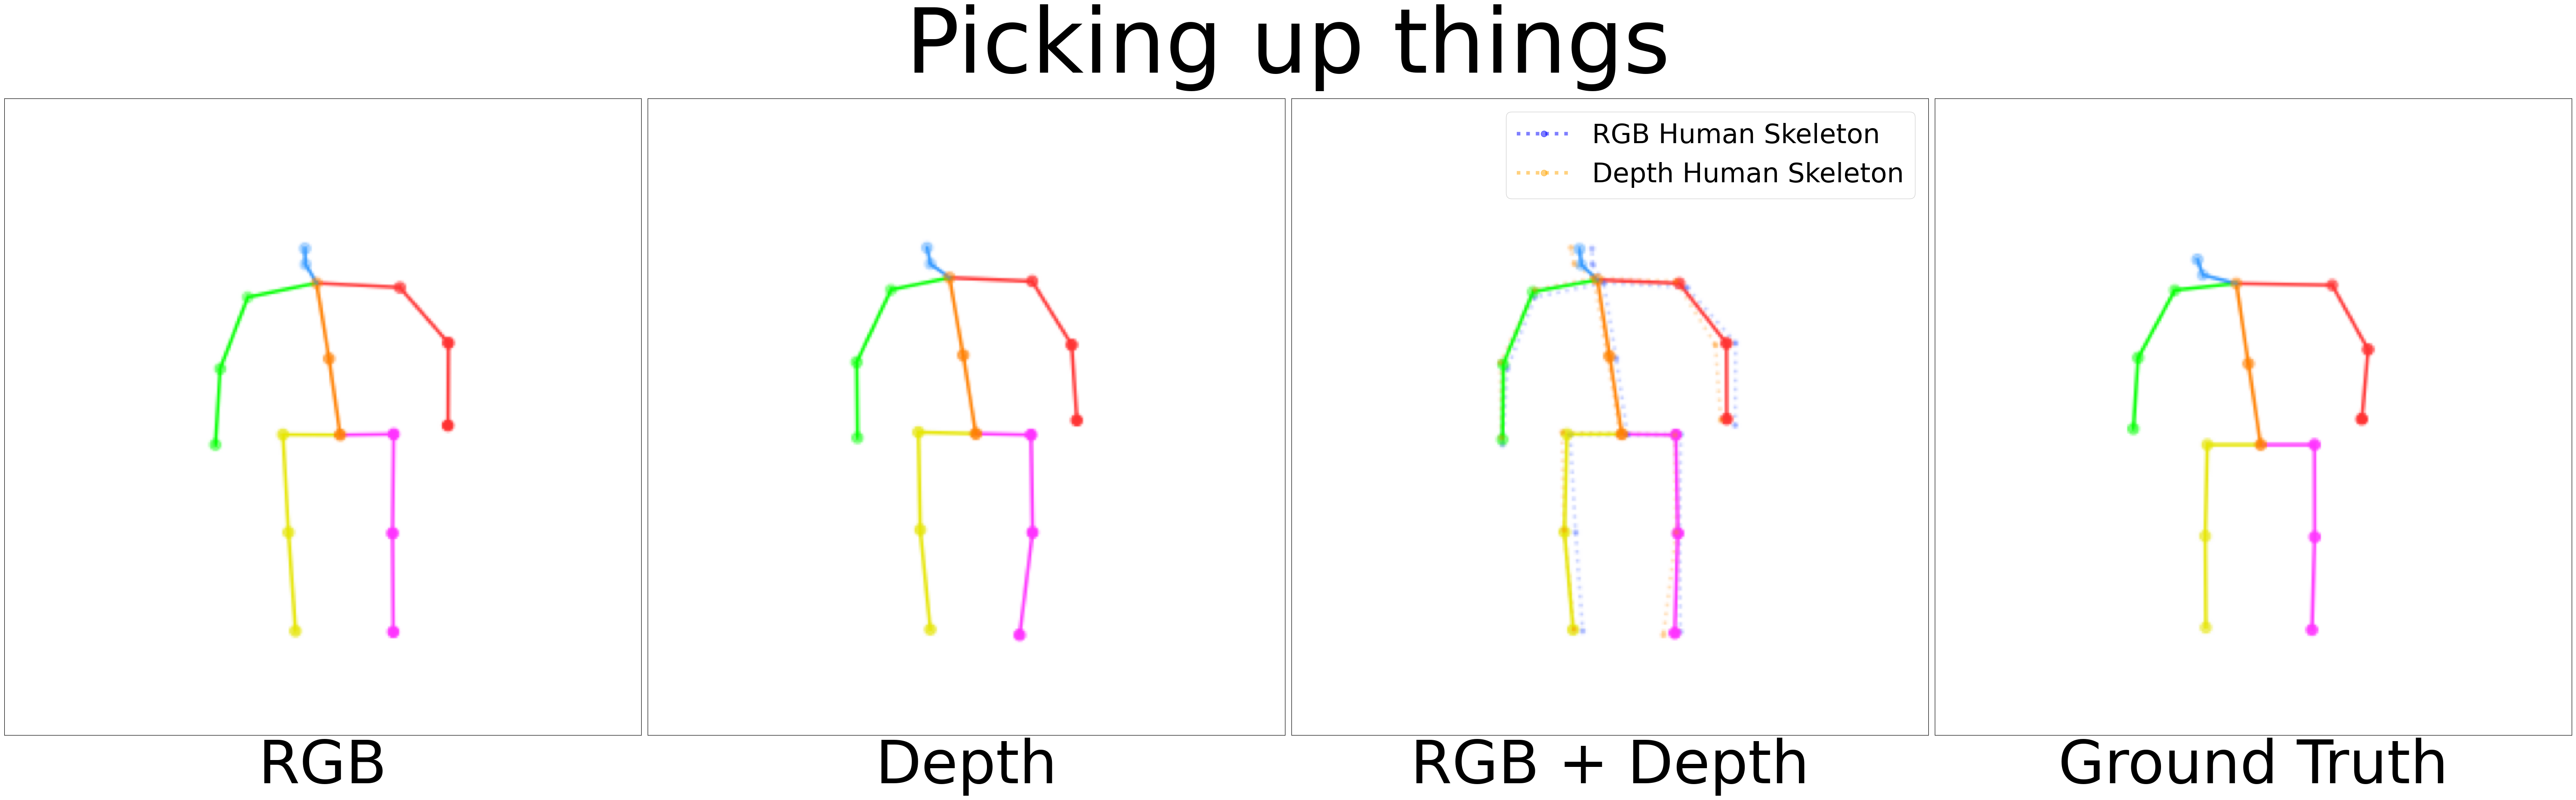 Picking up things
RGB Human Skeleton
Depth Human Skeleton
RGB
Depth
RGB + Depth
Ground Truth